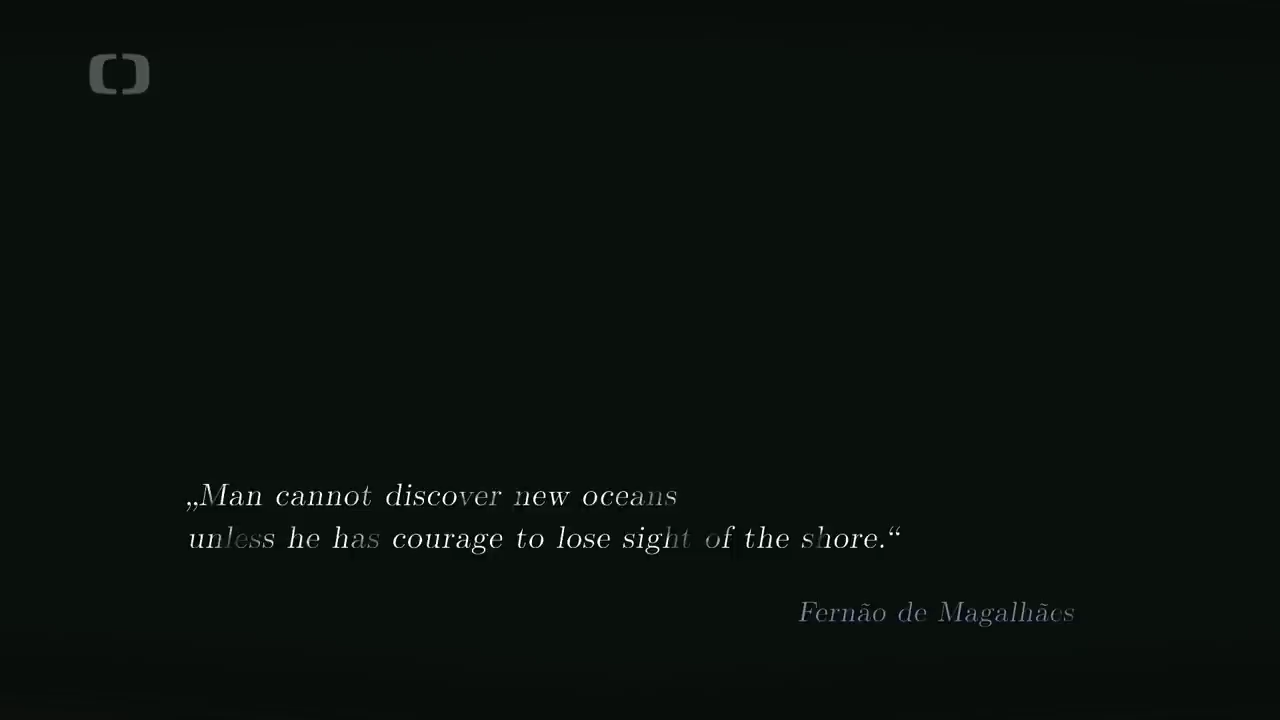 „Man cannot discover new oceans
unless he has courage to lose sight of the shore.“
Fernão de Magalhães